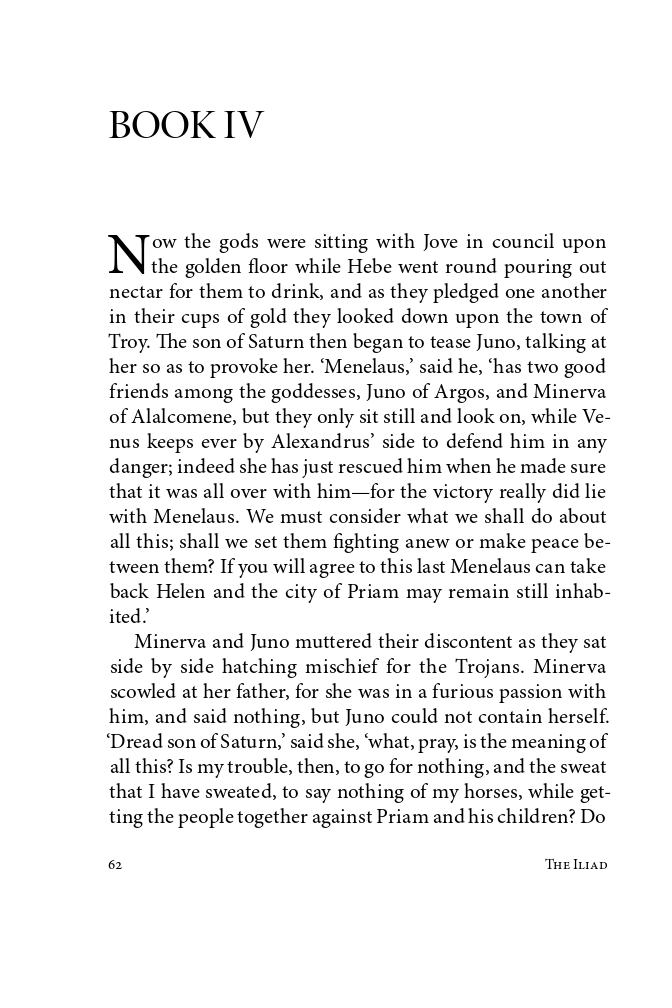 BOOK IV
Now the gods were sitting with Jove in council upon
the golden floor while Hebe went round pouring out
nectar for them to drink, and as they pledged one another
in their cups of gold they looked down upon the town of
Troy. The son of Saturn then began to tease Juno, talking at
her so as to provoke her. ‘Menelaus,’ said he, ‘has two good
friends among the goddesses, Juno of Argos, and Minerva
of Alalcomene, but they only sit still and look on, while Ve-
nus keeps ever by Alexandrus’ side to defend him in any
danger; indeed she has just rescued him when he made sure
that it was all over with him—for the victory really did lie
with Menelaus. We must consider what we shall do about
all this; shall we set them fighting anew or make peace be-
tween them? If you will agree to this last Menelaus can take
back Helen and the city of Priam may remain still inhab-
ited.’
Minerva and Juno muttered their discontent as they sat
side by side hatching mischief for the Trojans. Minerva
scowled at her father, for she was in a furious passion with
him, and said nothing, but Juno could not contain herself.
‘Dread son of Saturn,’ said she, ‘what, pray, is the meaning of
all this? Is my trouble, then, to go for nothing, and the sweat
that I have sweated, to say nothing of my horses, while get-
ting the people together against Priam and his children? Do
62 The Iliad